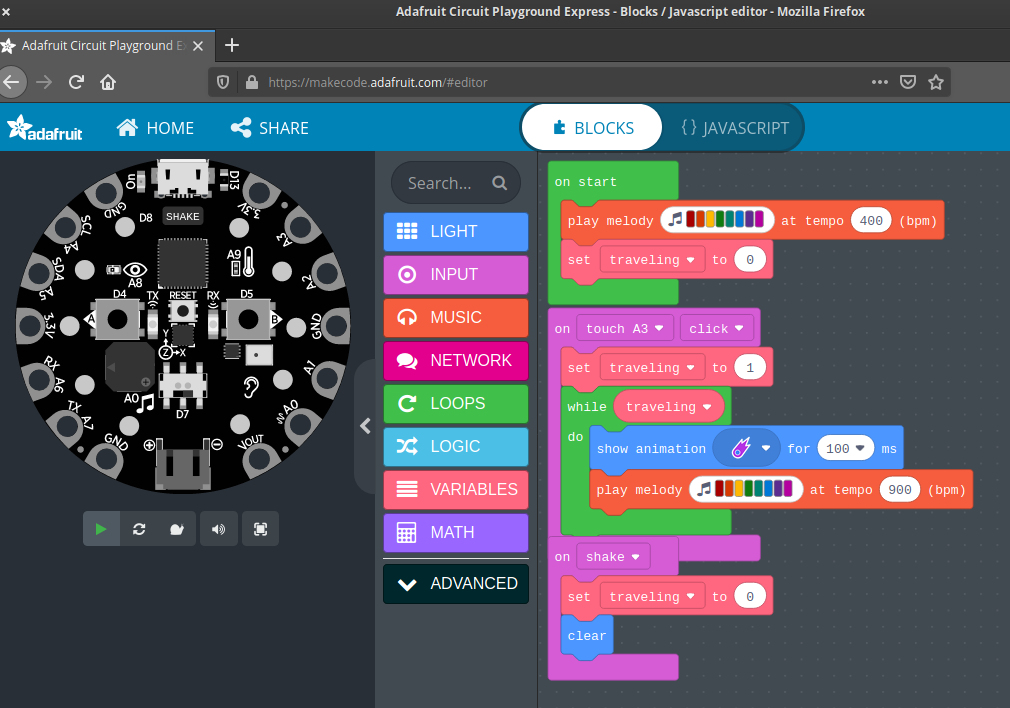 Adafruit Circuit Playground Express - Blocks / Javascript editor - Mozilla Firefox
Adafruit Circuit Playground E
https://makecode.adafruit.com/#editor
adafruit
HOME
SHARE
BLOCKS
{} JAVASCRIPT
On
D13
GND
3.3V
D8
SHAKE
SCL
A4
A3
SDA
A5
A8
A9
A2
D4
TX
RESET
RX
D5
A
B
3.3V
GND
Y
Z
X
RX
A6
A1
A0
D7
TX
A7
A0
GND
VOUT
Search...
LIGHT
INPUT
MUSIC
NETWORK
LOOPS
LOGIC
VARIABLES
MATH
ADVANCED
on start
play melody at tempo 400 (bpm)
set traveling to 0
on touch A3 click
set traveling to 1
while traveling
do
show animation for 100 ms
play melody at tempo 900 (bpm)
on shake
set traveling to 0
clear